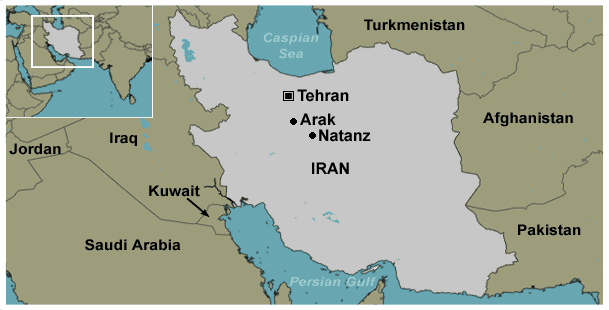 Caspian
Sea
Turkmenistan
Tehran
Arak
Natanz
Afghanistan
Iraq
Jordan
IRAN
Kuwait
Pakistan
Saudi Arabia
Persian Gulf